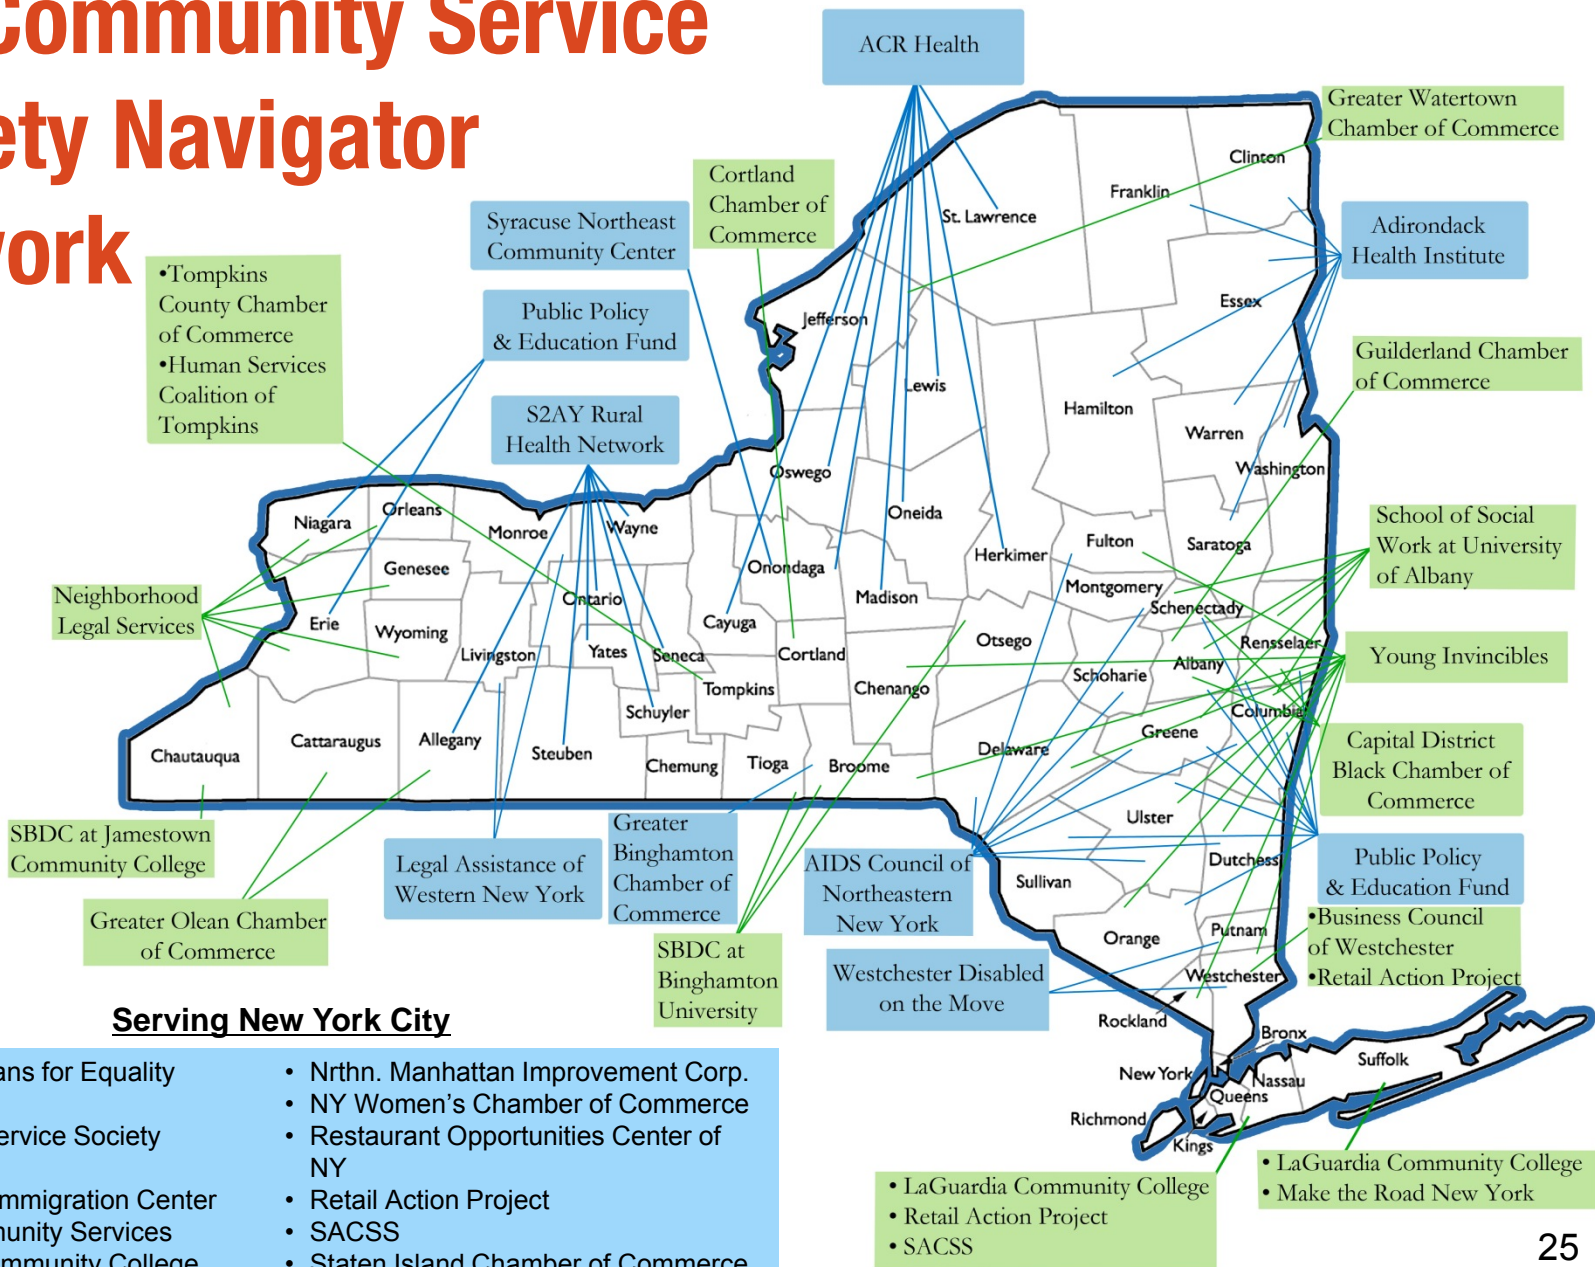 Community Service
ety Navigator
work
ACR Health
Greater Watertown
Chamber of Commerce
Cortland
Chamber of
Commerce
Syracuse Northeast
Community Center
Adirondack
Health Institute
•Tompkins
County Chamber
of Commerce
•Human Services
Coalition of
Tompkins
Public Policy
& Education Fund
S2AY Rural
Health Network
Guilderland Chamber
of Commerce
School of Social
Work at University
of Albany
Neighborhood
Legal Services
Young Invincibles
Capital District
Black Chamber of
Commerce
Clinton
Franklin
St. Lawrence
Essex
Jefferson
Lewis
Hamilton
Warren
Washington
Oswego
Oneida
Herkimer
Fulton
Saratoga
Niagara
Orleans
Monroe
Wayne
Genesee
Onondaga
Madison
Montgomery
Schenectady
Ontario
Erie
Wyoming
Livingston
Yates
Seneca
Cayuga
Cortland
Otsego
Rensselaer
Albany
Schoharie
Tompkins
Chenango
Schuyler
Columbia
Greene
Delaware
Chautauqua
Cattaraugus
Allegany
Steuben
Chemung
Tioga
Broome
Ulster
Dutchess
Sullivan
Orange
Putnam
Westchester
Rockland
Bronx
New York
Nassau
Suffolk
Queens
Richmond
Kings
SBDC at Jamestown
Community College
Greater Olean Chamber
of Commerce
Legal Assistance of
Western New York
Greater
Binghamton
Chamber of
Commerce
SBDC at
Binghamton
University
AIDS Council of
Northeastern
New York
Westchester Disabled
on the Move
Public Policy
& Education Fund
•Business Council
of Westchester
•Retail Action Project
• LaGuardia Community College
• Make the Road New York
• LaGuardia Community College
• Retail Action Project
• SACSS
Serving New York City
ans for Equality
ervice Society
mmigration Center
munity Services
ommunity College
• Nrthn. Manhattan Improvement Corp.
• NY Women's Chamber of Commerce
• Restaurant Opportunities Center of
NY
• Retail Action Project
• SACSS
• Staten Island Chamber of Commerce
25